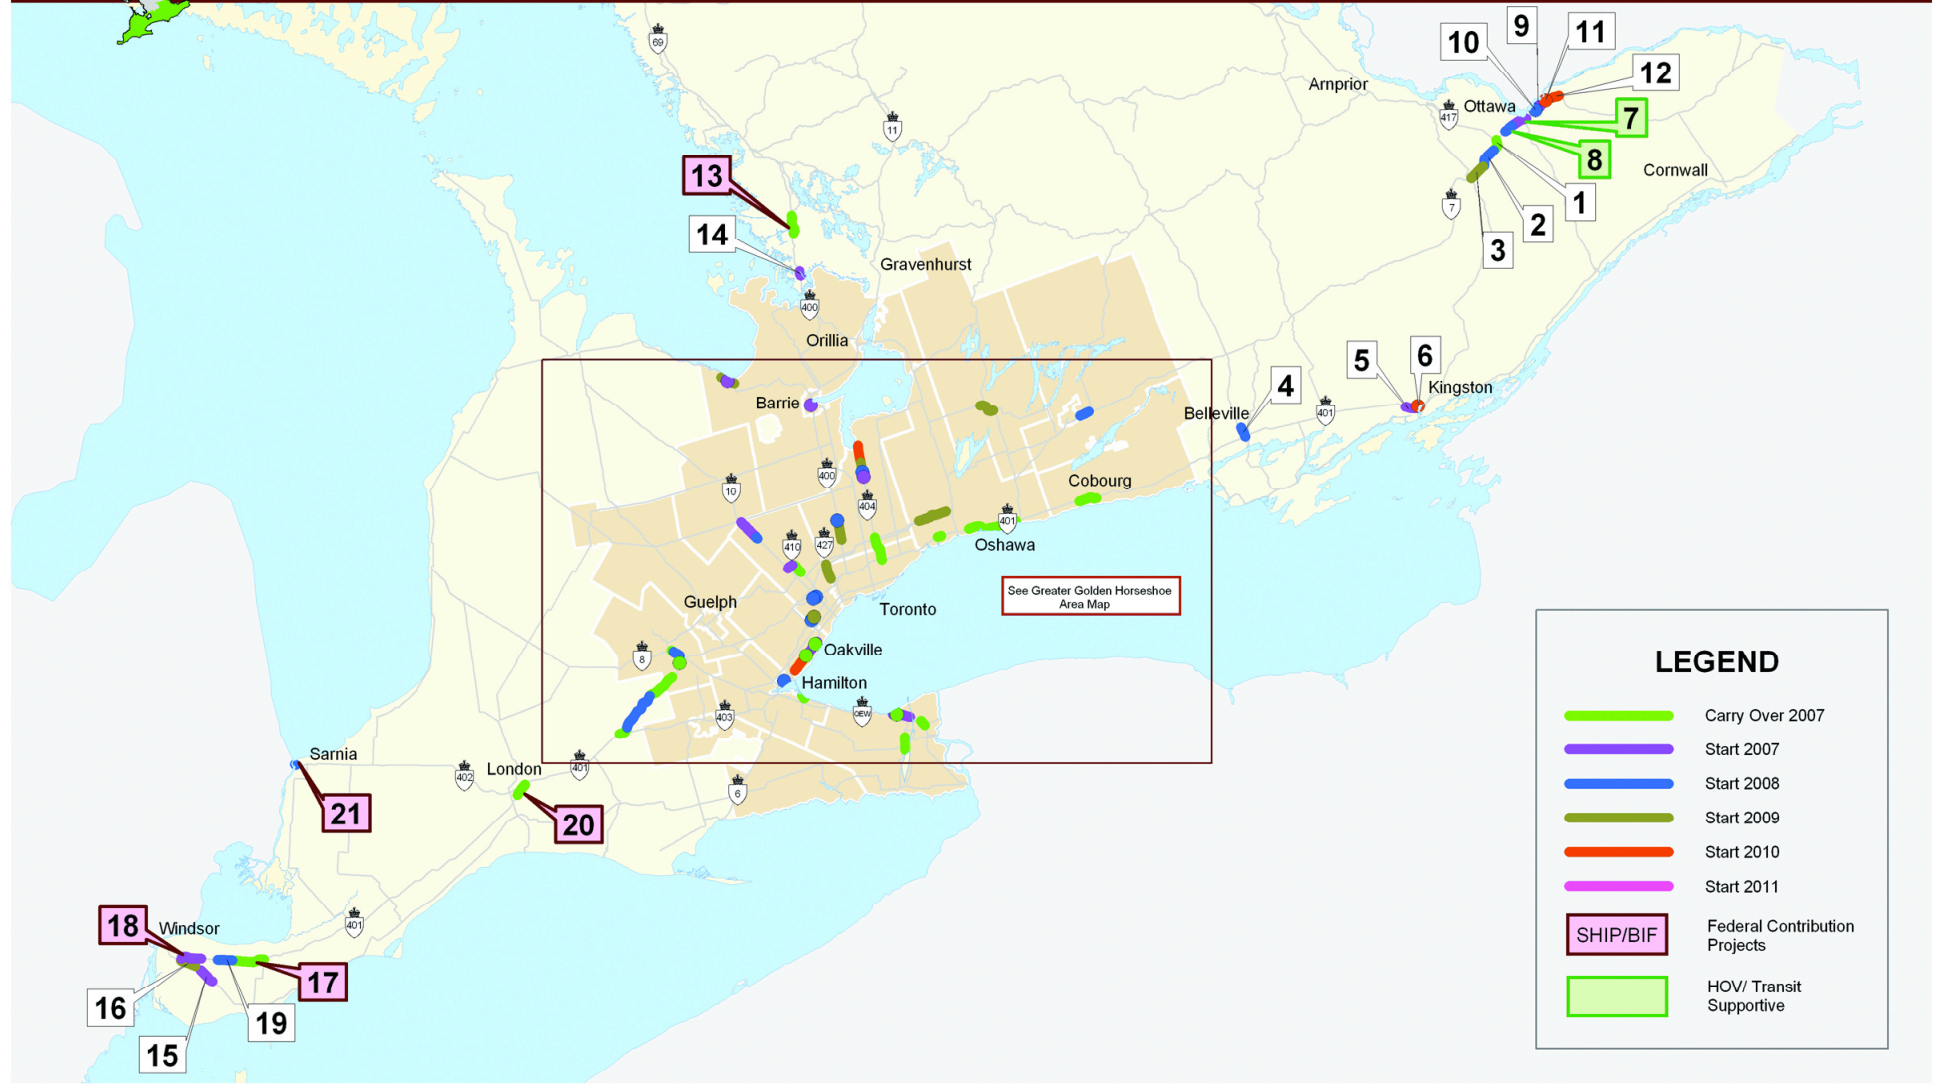 9
11
10
69
12
Arnprior
Ottawa
417
7
11
8
Cornwall
13
1
7
2
14
3
Gravenhurst
400
Orillia
5
6
Kingston
4
Barrie
Belleville
401
400
10
Cobourg
404
401
410
427
Oshawa
See Greater Golden Horseshoe
Area Map
Guelph
Toronto
8
Oakville
Hamilton
403
QEW
Sarnia
402
London
401
6
21
20
18
Windsor
401
17
16
19
15
LEGEND
Carry Over 2007
Start 2007
Start 2008
Start 2009
Start 2010
Start 2011
SHIP/BIF
Federal Contribution
Projects
HOV/ Transit
Supportive